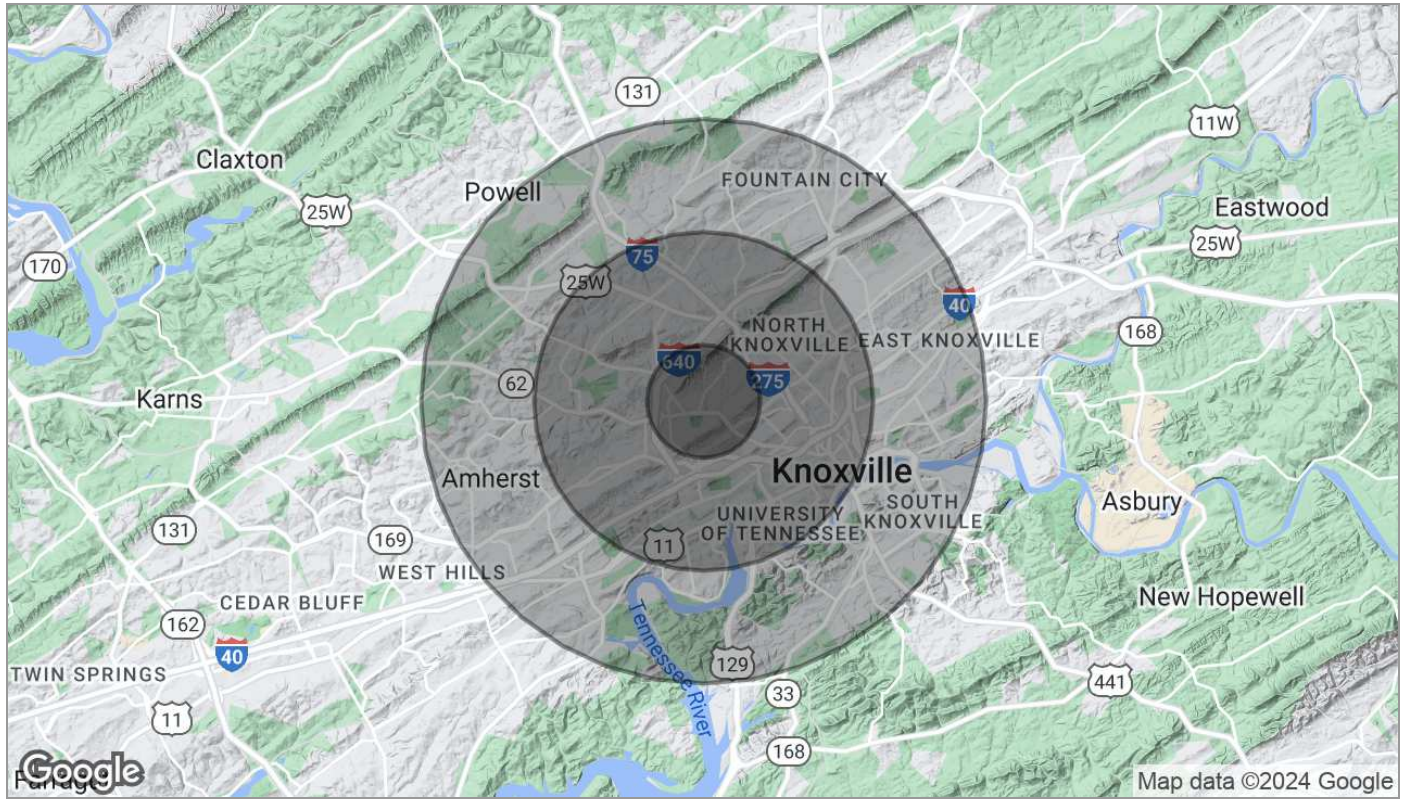 131
11W
Claxton
Powell
FOUNTAIN CITY
25W
Eastwood
25W
170
75
25W
40
168
NORTH
KNOXVILLE
EAST KNOXVILLE
640
275
62
Karns
Knoxville
Amherst
SOUTH
KNOXVILLE
Asbury
UNIVERSITY
OF TENNESSEE
131
169
11
WEST HILLS
CEDAR BLUFF
New Hopewell
162
Tennessee River
40
TWIN SPRINGS
129
441
33
11
168
Google
Map data ©2024 Google